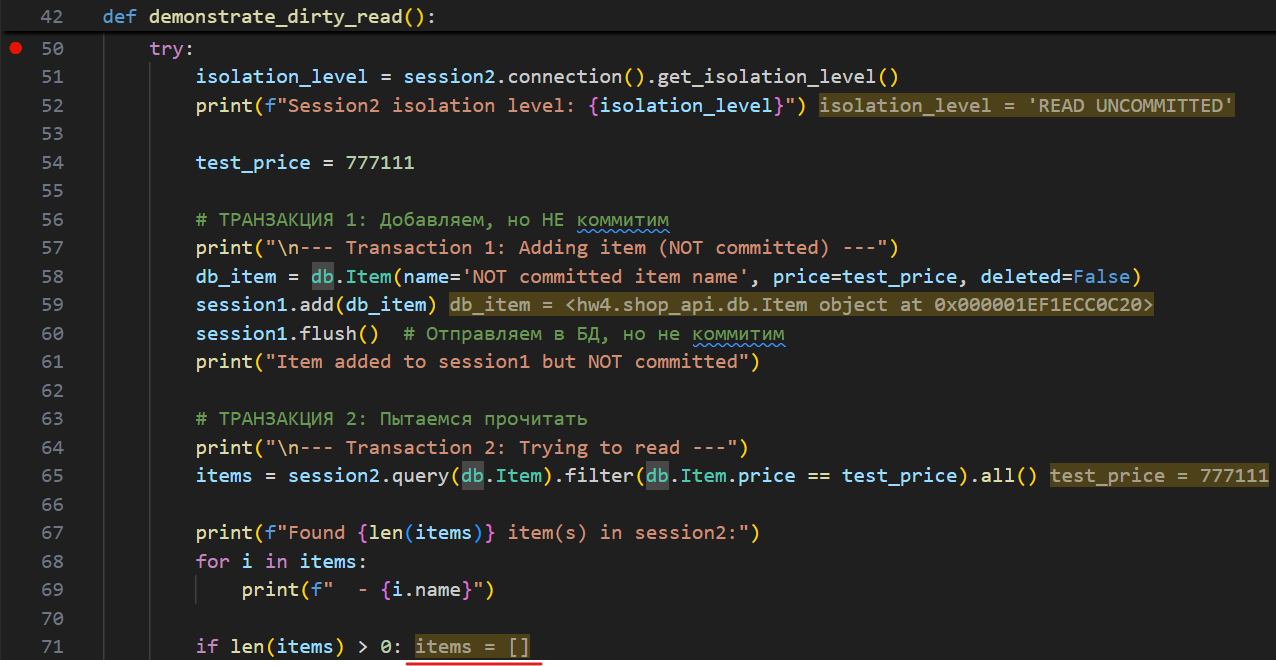 42 def demonstrate_dirty_read():
50 try:
51 isolation_level = session2.connection().get_isolation_level()
52 print(f"Session2 isolation level: {isolation_level}") isolation_level = 'READ UNCOMMITTED'
53
54 test_price = 777111
55
56 # ТРАНЗАКЦИЯ 1: Добавляем, но НЕ коммитим
57 print("\n--- Transaction 1: Adding item (NOT committed) ---")
58 db_item = db.Item(name='NOT committed item name', price=test_price, deleted=False)
59 session1.add(db_item) db_item = <hw4.shop_api.db.Item object at 0x000001EF1ECC0C20>
60 session1.flush() # Отправляем в БД, но не коммитим
61 print("Item added to session1 but NOT committed")
62
63 # ТРАНЗАКЦИЯ 2: Пытаемся прочитать
64 print("\n--- Transaction 2: Trying to read ---")
65 items = session2.query(db.Item).filter(db.Item.price == test_price).all() test_price = 777111
66
67 print(f"Found {len(items)} item(s) in session2:")
68 for i in items:
69 print(f"  - {i.name}")
70
71 if len(items) > 0: items = []